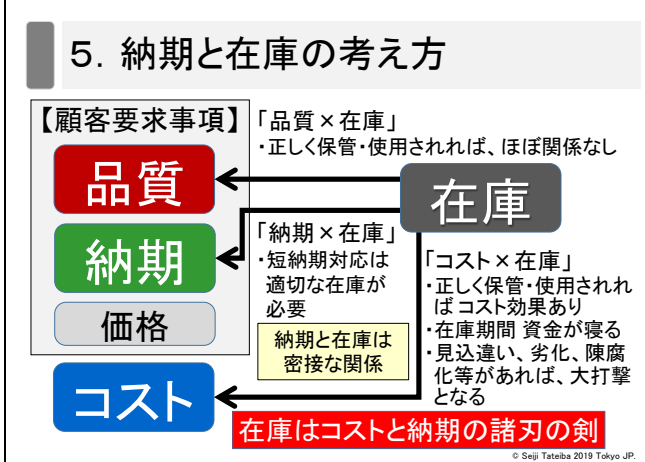 ５．納期と在庫の考え方
【顧客要求事項】
品質
納期
価格
コスト
「品質×在庫」
・正しく保管・使用されれば、ほぼ関係なし
在庫
「納期×在庫」
・短納期対応は
適切な在庫が
必要
納期と在庫は
密接な関係
「コスト×在庫」
・正しく保管・使用されれ
ばコスト効果あり
・在庫期間 資金が寝る
・見込違い、劣化、陳腐
化等があれば、大打撃
となる
在庫はコストと納期の諸刃の剣
© Seiji Tateiba 2019 Tokyo JP.